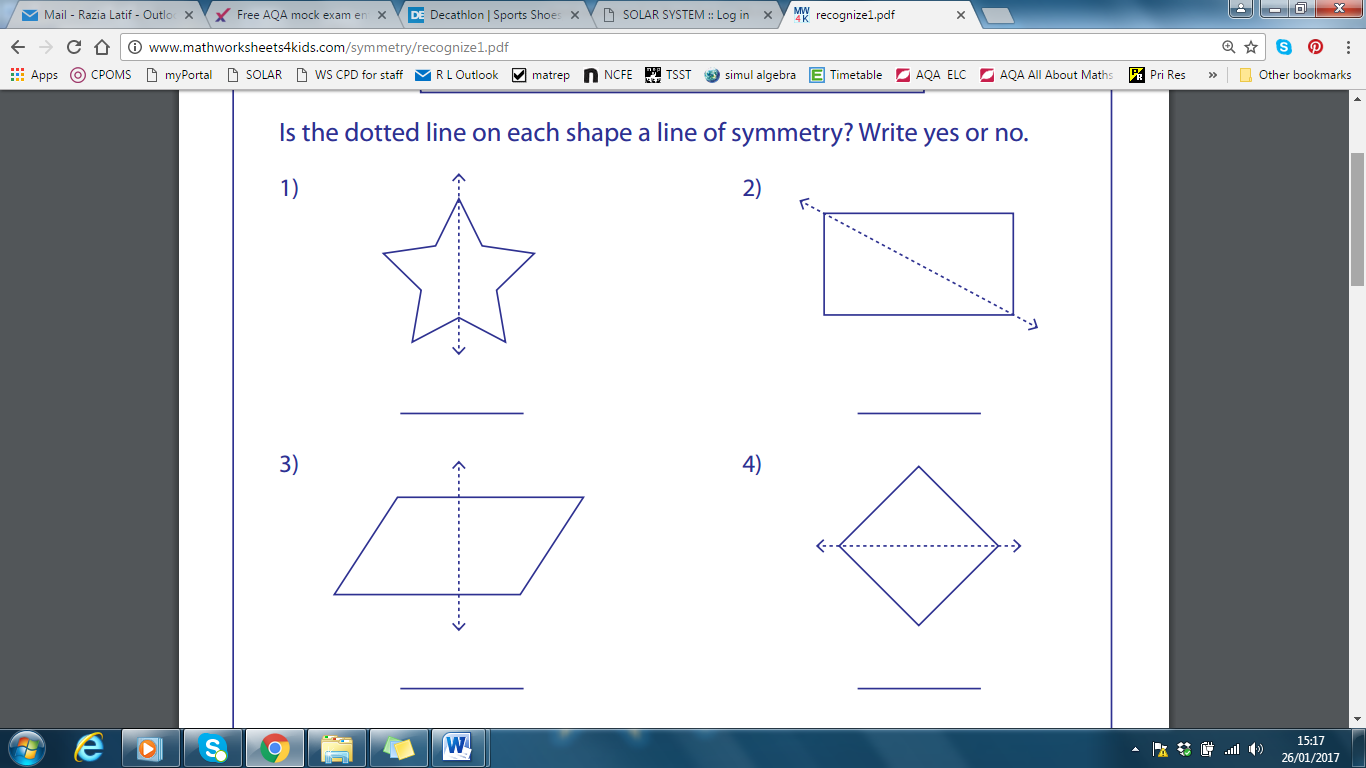 Mail - Razia Latif - Outlo
Free AQA mock exam en
Decathlon | Sports Shoes
SOLAR SYSTEM :: Log in
MW 4K recognize1.pdf
www.mathworksheets4kids.com/symmetry/recognize1.pdf
Apps CPOMS myPortal SOLAR WS CPD for staff R L Outlook matrep NCFE TSST simul algebra Timetable AQA ELC AQA All About Maths Pri Res » Other bookmarks
Is the dotted line on each shape a line of symmetry? Write yes or no.
1) 2)
3) 4)
15:17
26/01/2017